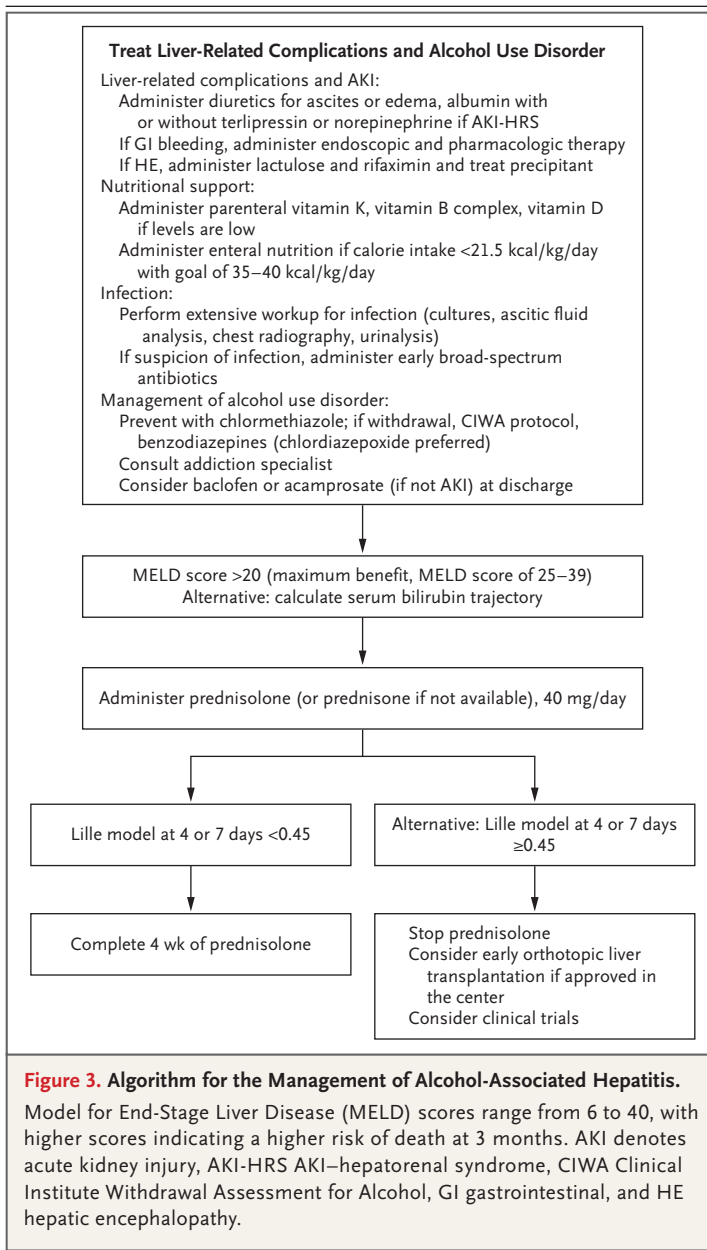 Treat Liver-Related Complications and Alcohol Use Disorder
Liver-related complications and AKI:
Administer diuretics for ascites or edema, albumin with
or without terlipressin or norepinephrine if AKI-HRS
If GI bleeding, administer endoscopic and pharmacologic therapy
If HE, administer lactulose and rifaximin and treat precipitant
Nutritional support:
Administer parenteral vitamin K, vitamin B complex, vitamin D
if levels are low
Administer enteral nutrition if calorie intake <21.5 kcal/kg/day
with goal of 35–40 kcal/kg/day
Infection:
Perform extensive workup for infection (cultures, ascitic fluid
analysis, chest radiography, urinalysis)
If suspicion of infection, administer early broad-spectrum
antibiotics
Management of alcohol use disorder:
Prevent with chlormethiazole; if withdrawal, CIWA protocol,
benzodiazepines (chlordiazepoxide preferred)
Consult addiction specialist
Consider baclofen or acamprosate (if not AKI) at discharge
MELD score >20 (maximum benefit, MELD score of 25–39)
Alternative: calculate serum bilirubin trajectory
Administer prednisolone (or prednisone if not available), 40 mg/day
Lille model at 4 or 7 days <0.45
Complete 4 wk of prednisolone
Alternative: Lille model at 4 or 7 days
≥0.45
Stop prednisolone
Consider early orthotopic liver
transplantation if approved in
the center
Consider clinical trials
Figure 3. Algorithm for the Management of Alcohol-Associated Hepatitis.
Model for End-Stage Liver Disease (MELD) scores range from 6 to 40, with
higher scores indicating a higher risk of death at 3 months. AKI denotes
acute kidney injury, AKI-HRS AKI–hepatorenal syndrome, CIWA Clinical
Institute Withdrawal Assessment for Alcohol, GI gastrointestinal, and HE
hepatic encephalopathy.